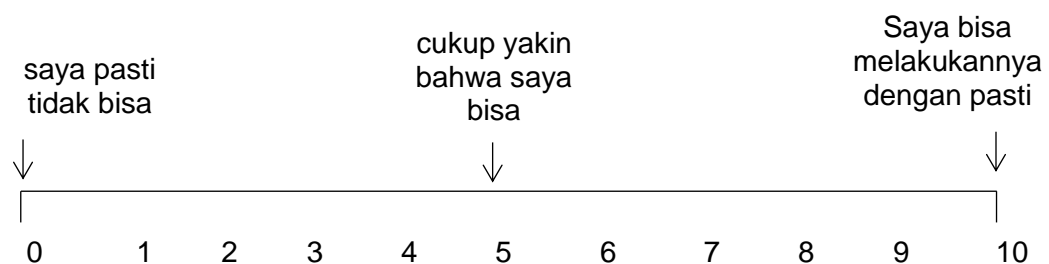 saya pasti
tidak bisa
cukup yakin
bahwa saya
bisa
Saya bisa
melakukannya
dengan pasti
0 1 2 3 4 5 6 7 8 9 10